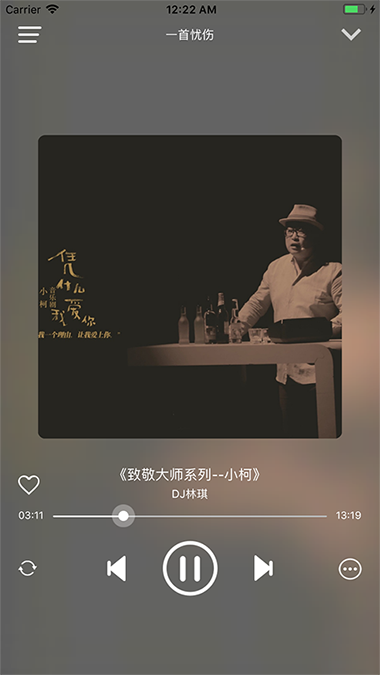 Carrier 12:22 AM
一首忧伤
凭
什么
爱
我
你
小柯
音乐剧
我一个理由，让我爱上你。”
《致敬大师系列--小柯》
DJ林琪
03:11 13:19